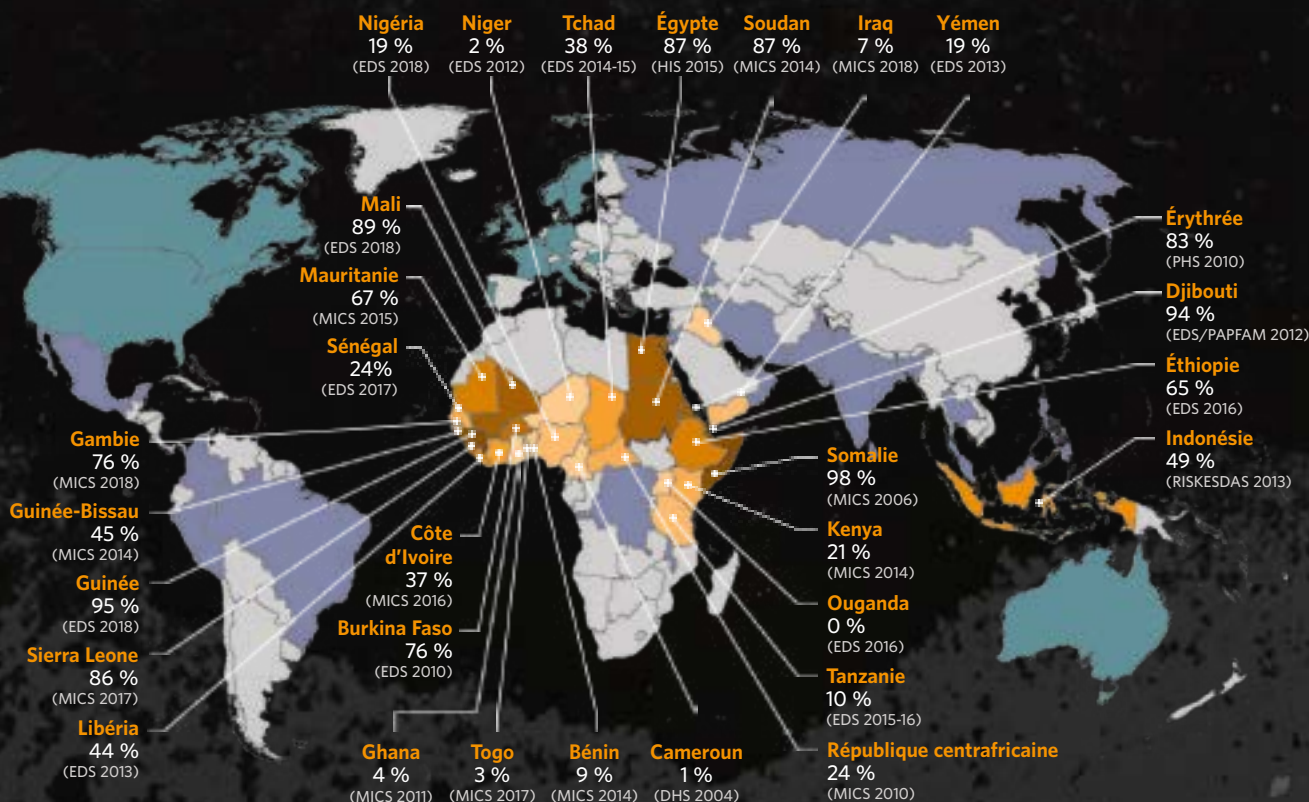 Nigéria
19 %
(EDS 2018)
Niger
2 %
(EDS 2012)
Tchad
38 %
(EDS 2014-15)
Égypte
87 %
(HIS 2015)
Soudan
87 %
(MICS 2014)
Iraq
7 %
(MICS 2018)
Yémen
19 %
(EDS 2013)
Mali
89 %
(EDS 2018)
Mauritanie
67 %
(MICS 2015)
Sénégal
24%
(EDS 2017)
Gambie
76 %
(MICS 2018)
Guinée-Bissau
45 %
(MICS 2014)
Guinée
95 %
(EDS 2018)
Sierra Leone
86 %
(MICS 2017)
Libéria
44 %
(EDS 2013)
Côte
d'Ivoire
37 %
(MICS 2016)
Burkina Faso
76 %
(EDS 2010)
Ghana
4 %
(MICS 2011)
Togo
3 %
(MICS 2017)
Bénin
9 %
(MICS 2014)
Cameroun
1 %
(DHS 2004)
Érythrée
83 %
(PHS 2010)
Djibouti
94 %
(EDS/PAPFAM 2012)
Éthiopie
65 %
(EDS 2016)
Indonésie
49 %
(RISKESDAS 2013)
Somalie
98 %
(MICS 2006)
Kenya
21 %
(MICS 2014)
Ouganda
0 %
(EDS 2016)
Tanzanie
10 %
(EDS 2015-16)
République centrafricaine
24 %
(MICS 2010)